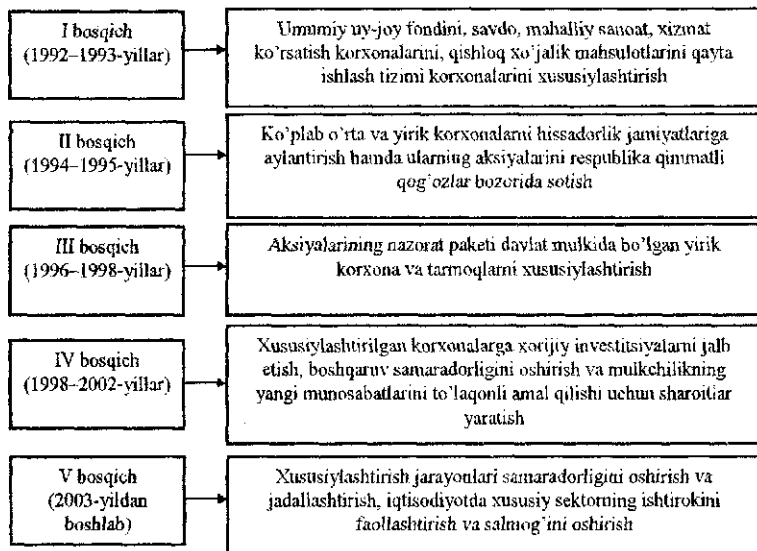 I bosqich
(1992–1993-yillar)
Umumiy uy-joy fondini, savdo, mahalliy sanoat, xizmat
ko'rsatish korxonalarini, qishloq xo'jalik mahsulotlarini qayta
ishlash tizimi korxonalarini xususiylashtirish
II bosqich
(1994–1995-yillar)
Ko'plab o'rta va yirik korxonalarni hissadorlik jamiyatlariga
aylantirish hamda ularning aksiyalarini respublika qimmatli
qog'ozlar bozorida sotish
III bosqich
(1996–1998-yillar)
Aksiyalarining nazorat paketi davlat mulkida bo'lgan yirik
korxona va tarmoqlarni xususiylashtirish
IV bosqich
(1998–2002-yillar)
Xususiylashtirilgan korxonalarga xorijiy investitsiyalarni jalb
etish, boshqaruv samaradorligini oshirish va mulkchilikning
yangi munosabatlarini to'laqonli amal qilishi uchun sharoitlar
yaratish
V bosqich
(2003-yildan
boshlab)
Xususiylashtirish jarayonlari samaradorligini oshirish va
jadallashtirish, iqtisodiyotda xususiy sektorning ishtirokini
faollashtirish va salmog'ini oshirish